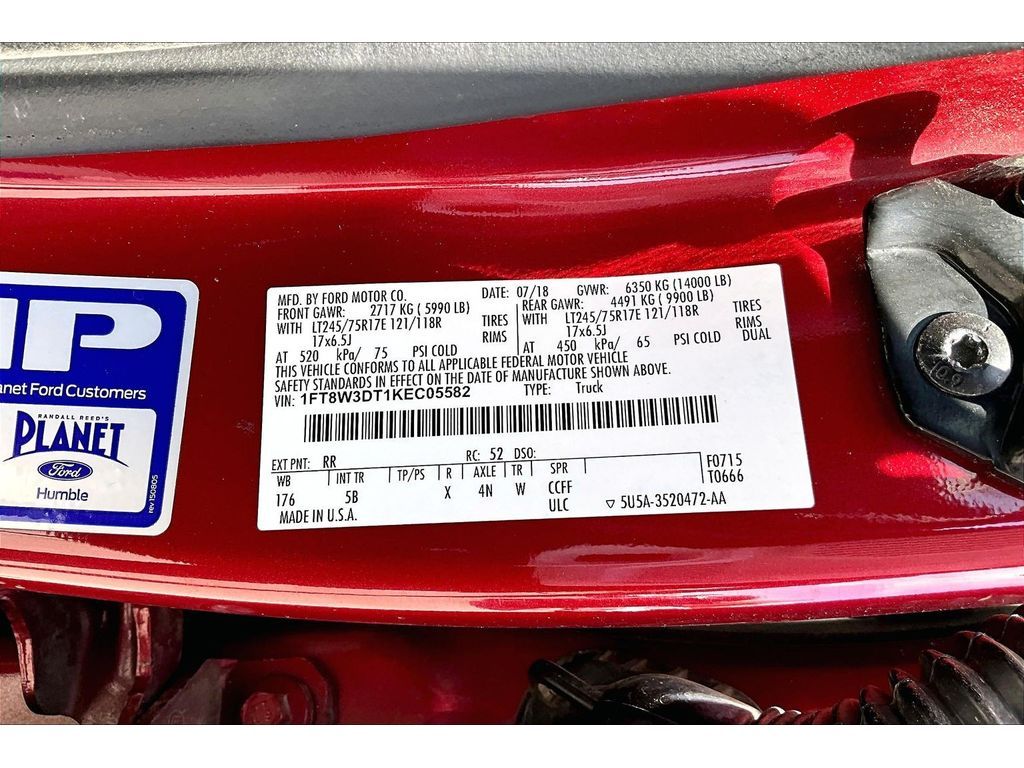 IP
anet Ford Customers
RANDALL REED'S
PLANET
Ford
Humble
rev 150805
MFD. BY FORD MOTOR CO. DATE: 07/18 GVWR: 6350 KG (14000 LB)
FRONT GAWR: 2717 KG ( 5990 LB) REAR GAWR: 4491 KG ( 9900 LB)
WITH LT245/75R17E 121/118R TIRES WITH LT245/75R17E 121/118R TIRES
17x6.5J RIMS 17x6.5J RIMS
AT 520 kPa/ 75 PSI COLD AT 450 kPa/ 65 PSI COLD DUAL
THIS VEHICLE CONFORMS TO ALL APPLICABLE FEDERAL MOTOR VEHICLE
SAFETY STANDARDS IN EFFECT ON THE DATE OF MANUFACTURE SHOWN ABOVE.
VIN: 1FT8W3DT1KEC05582 TYPE: Truck
EXT PNT: RR RC: 52 DSO:
WB INT TR TP/PS R AXLE TR SPR F0715
176 5B X 4N W CCFF T0666
ULC
MADE IN U.S.A. ▽ 5U5A-3520472-AA
10.9